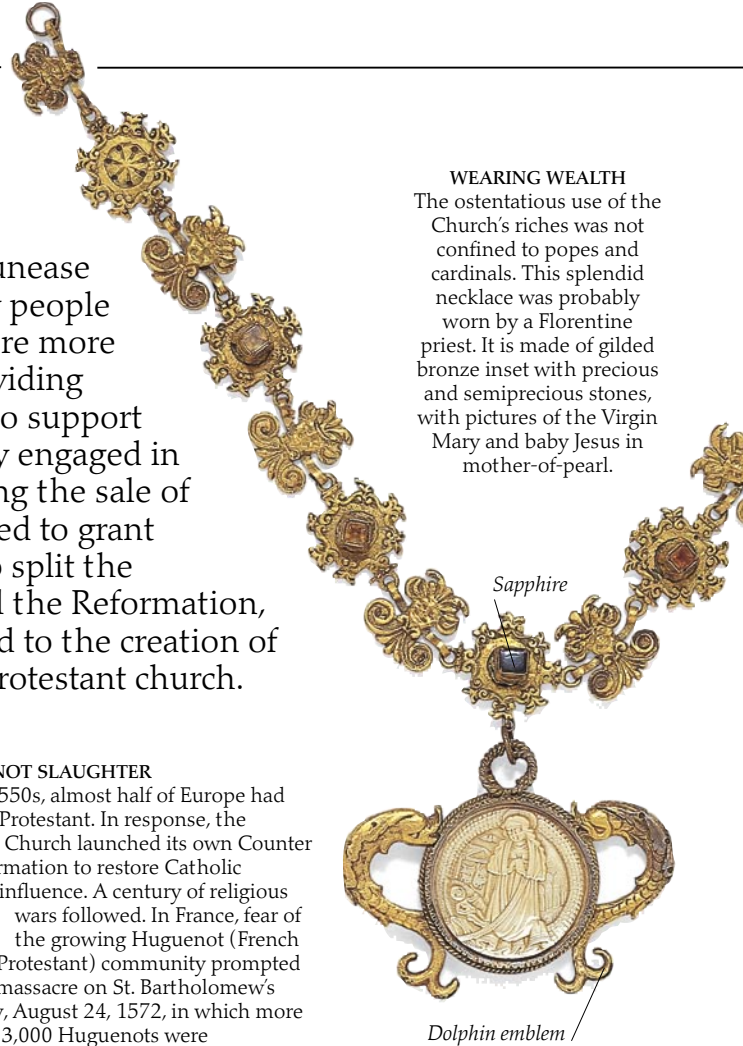 unease
people
re more
viding
o support
y engaged in
ng the sale of
ed to grant
split the
the Reformation,
d to the creation of
rotestant church.
WEARING WEALTH
The ostentatious use of the
Church's riches was not
confined to popes and
cardinals. This splendid
necklace was probably
worn by a Florentine
priest. It is made of gilded
bronze inset with precious
and semiprecious stones,
with pictures of the Virgin
Mary and baby Jesus in
mother-of-pearl.
Sapphire
NOT SLAUGHTER
550s, almost half of Europe had
Protestant. In response, the
Church launched its own Counter
rmation to restore Catholic
influence. A century of religious
wars followed. In France, fear of
the growing Huguenot (French
Protestant) community prompted
massacre on St. Bartholomew's
, August 24, 1572, in which more
3,000 Huguenots were
Dolphin emblem